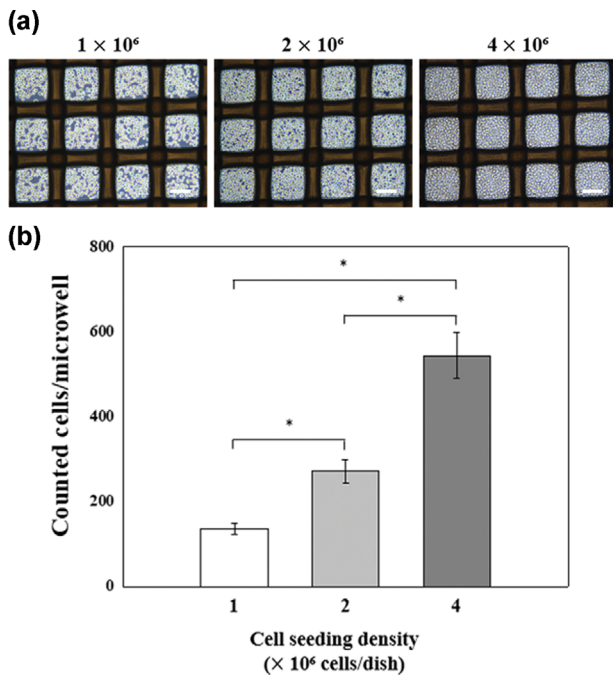 (a)
1 × 10⁶ 2 × 10⁶ 4 × 10⁶
(b)
Counted cells/microwell
800
600
400
200
0
*
*
*
1 2 4
Cell seeding density
(× 10⁶ cells/dish)